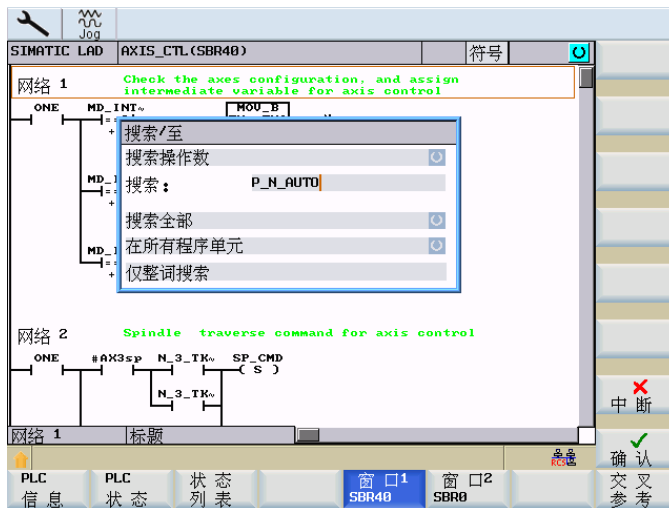 Jog
SIMATIC LAD AXIS_CTL(SBR40) 符号
网络 1 Check the axes configuration, and assign
intermediate variable for axis control
ONE MD_INT~ MOV_B
搜索/至
搜索操作数
搜索： P_N_AUTO
搜索全部
在所有程序单元
仅整词搜索
网络 2 Spindle traverse command for axis control
ONE #AX3sp N_3_TK~ SP_CMD
( S )
N_3_TK~
中断
网络 1 标题
确认
PLC 信息
PLC 状态
状态 列表
窗口1 SBR40
窗口2 SBR0
交叉 参考